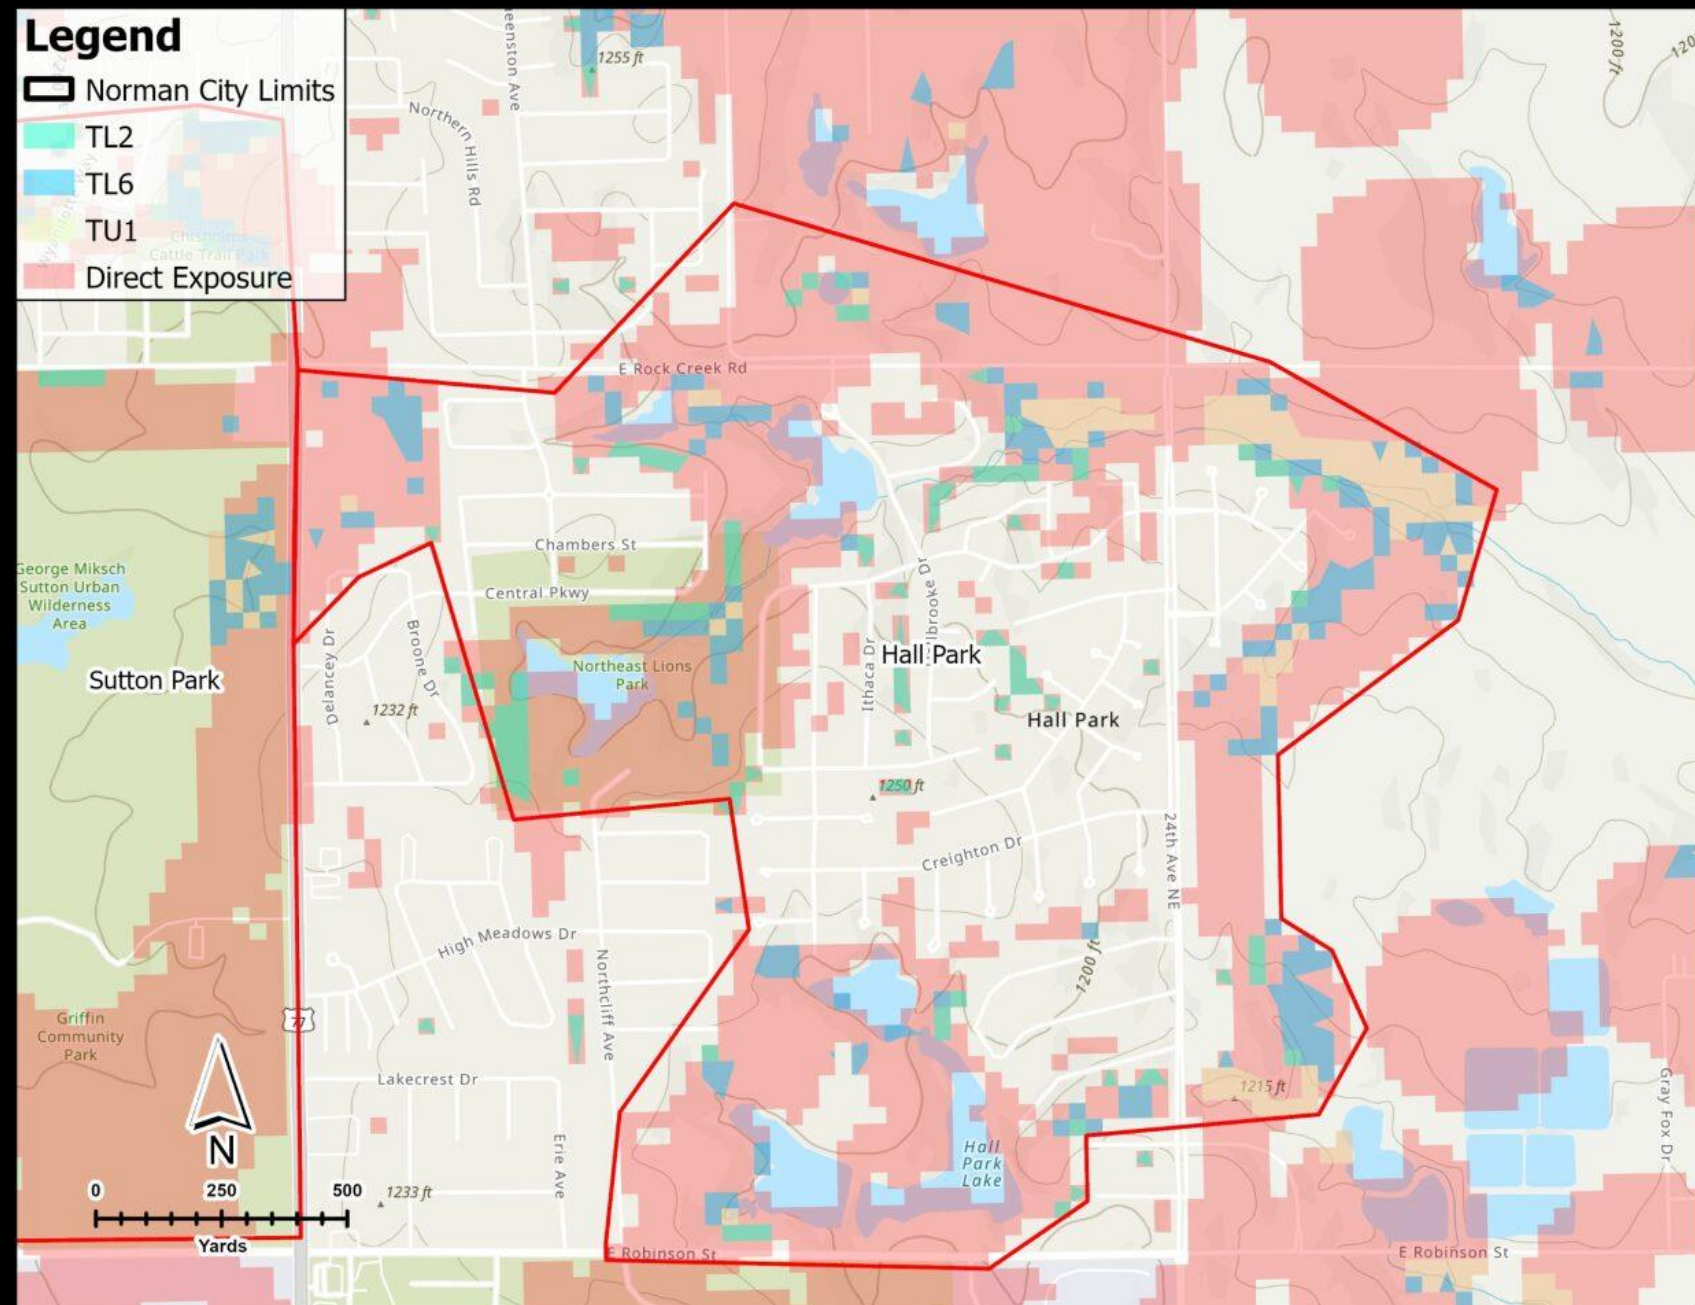 Legend
Norman City Limits
TL2
TL6
TU1
Direct Exposure
Chisholm
Cattle Trail Park
Northern Hills Rd
1255 ft
1200 ft
E Rock Creek Rd
Chambers St
Central Pkwy
George Miksch
Sutton Urban
Wilderness
Area
Sutton Park
Delancey Dr
Broone Dr
1232 ft
Northeast Lions
Park
Ithaca Dr
Hall Park
Hall Park
1250 ft
Creighton Dr
24th Ave NE
High Meadows Dr
Northcliff Ave
1200 ft
Griffin
Community
Park
77
Lakecrest Dr
Erie Ave
1233 ft
1215 ft
Hall
Park
Lake
Gray Fox Dr
N
0 250 500
Yards
E Robinson St
E Robinson St